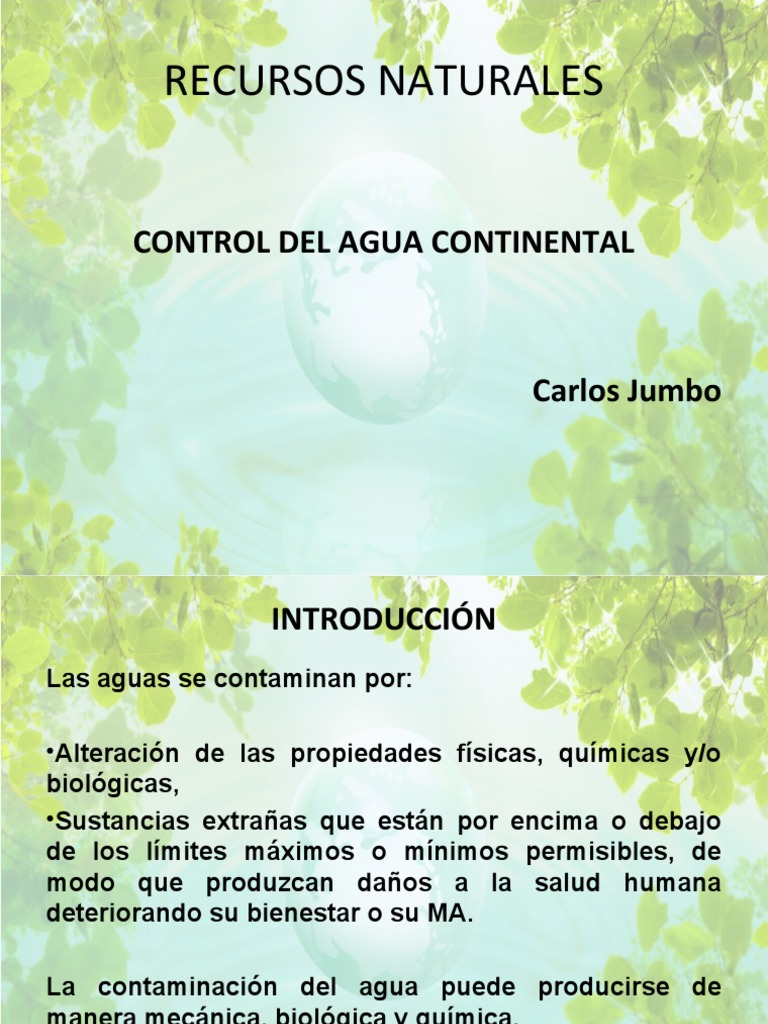 RECURSOS NATURALES
CONTROL DEL AGUA CONTINENTAL
Carlos Jumbo
INTRODUCCIÓN
Las aguas se contaminan por:
•Alteración de las propiedades físicas, químicas y/o
biológicas,
•Sustancias extrañas que están por encima o debajo
de los límites máximos o mínimos permisibles, de
modo que produzcan daños a la salud humana
deteriorando su bienestar o su MA.
La contaminación del agua puede producirse de
manera mecánica, biológica y química.